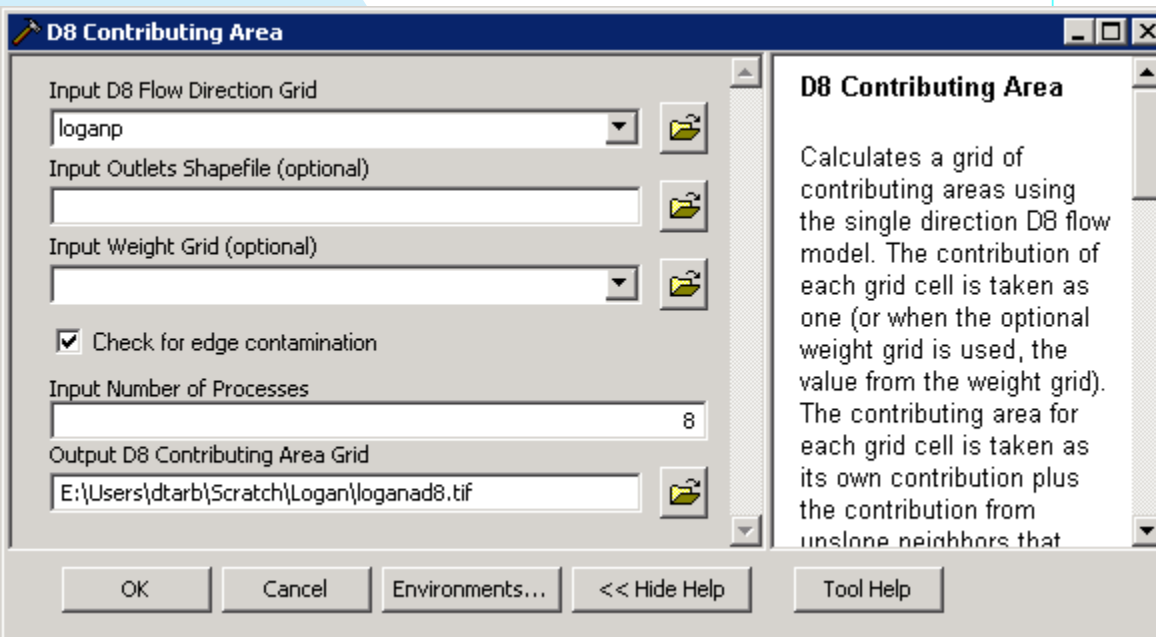 D8 Contributing Area
Input D8 Flow Direction Grid
loganp
Input Outlets Shapefile (optional)
Input Weight Grid (optional)
Check for edge contamination
Input Number of Processes
8
Output D8 Contributing Area Grid
E:\Users\dtarb\Scratch\Logan\loganad8.tif
D8 Contributing Area
Calculates a grid of
contributing areas using
the single direction D8 flow
model. The contribution of
each grid cell is taken as
one (or when the optional
weight grid is used, the
value from the weight grid).
The contributing area for
each grid cell is taken as
its own contribution plus
the contribution from
upslope neighbors that
OK
Cancel
Environments...
<< Hide Help
Tool Help